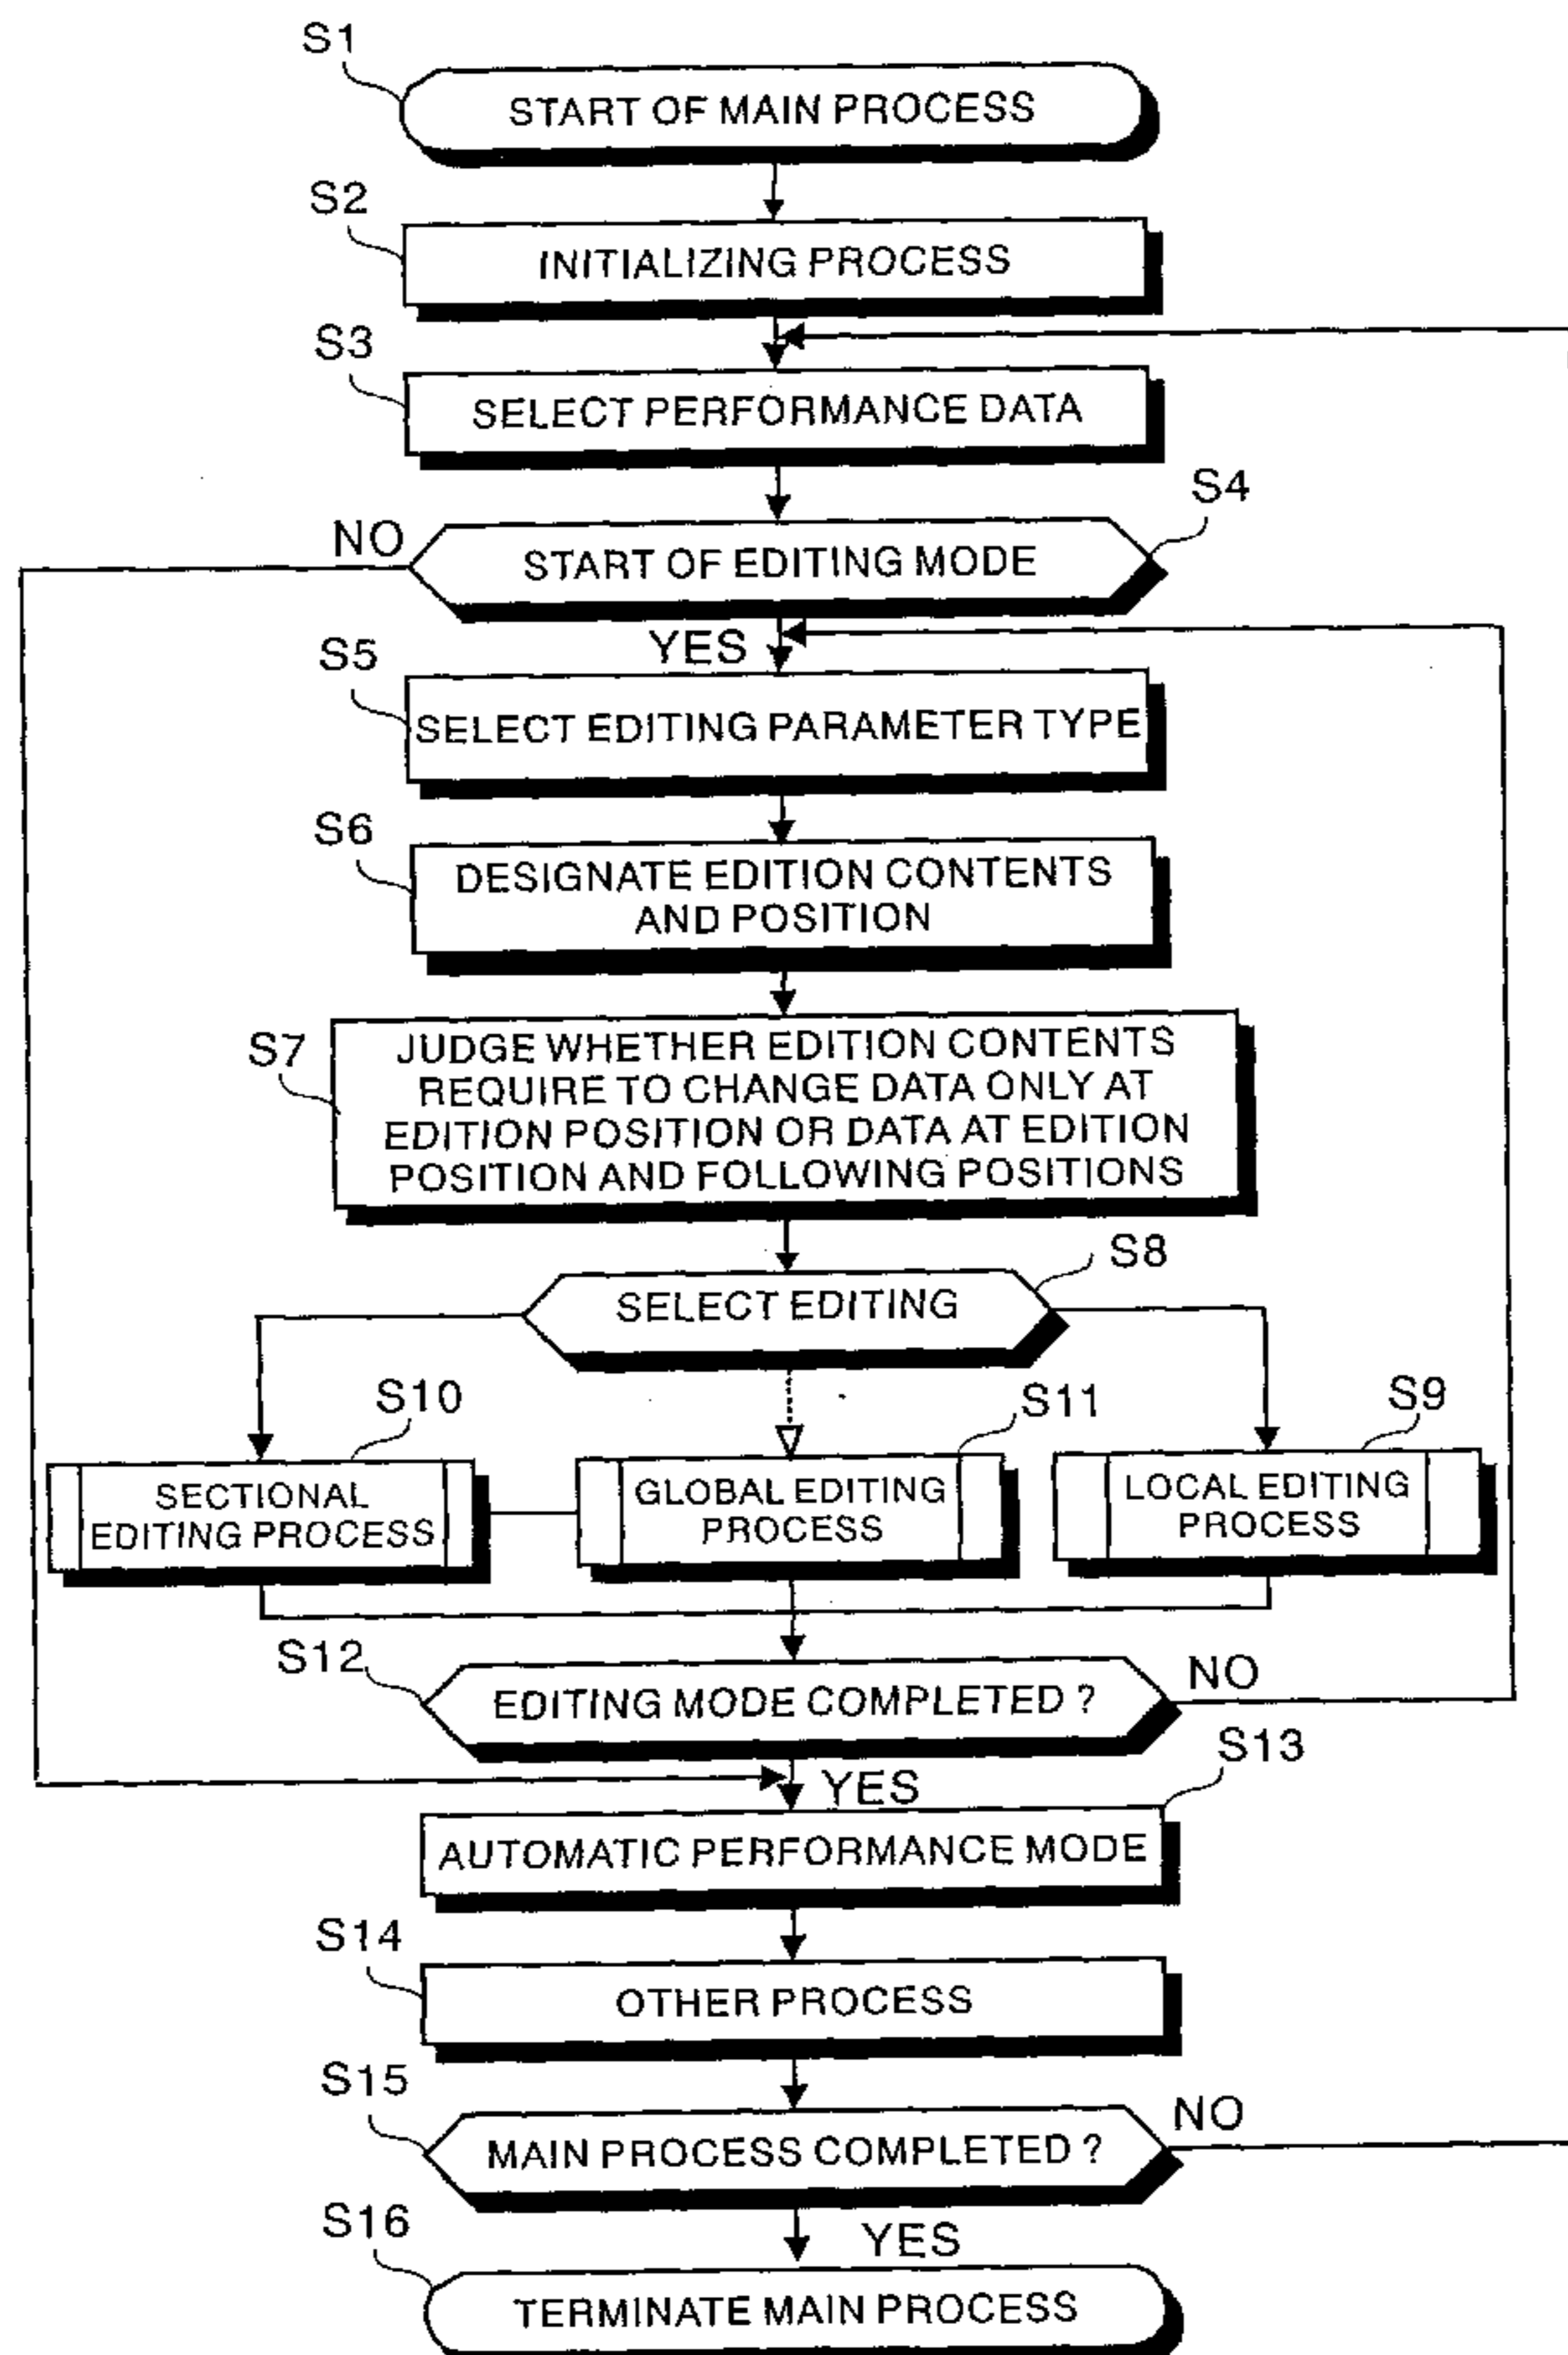 S1
START OF MAIN PROCESS
S2
INITIALIZING PROCESS
S3
SELECT PERFORMANCE DATA
S4
NO
START OF EDITING MODE
YES
S5
SELECT EDITING PARAMETER TYPE
S6
DESIGNATE EDITION CONTENTS
AND POSITION
S7
JUDGE WHETHER EDITION CONTENTS
REQUIRE TO CHANGE DATA ONLY AT
EDITION POSITION OR DATA AT EDITION
POSITION AND FOLLOWING POSITIONS
S8
SELECT EDITING
S10
SECTIONAL
EDITING PROCESS
S11
GLOBAL EDITING
PROCESS
S9
LOCAL EDITING
PROCESS
S12
EDITING MODE COMPLETED ?
NO
YES
S13
AUTOMATIC PERFORMANCE MODE
S14
OTHER PROCESS
S15
MAIN PROCESS COMPLETED ?
NO
YES
S16
TERMINATE MAIN PROCESS